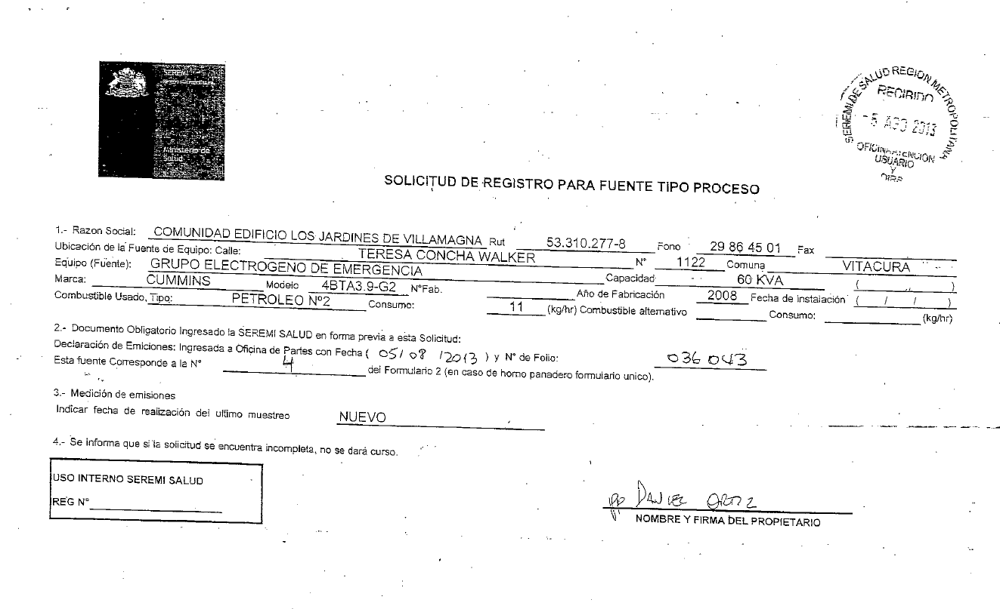 SEREMI
Ministerio de
Salud
SEREMI DE SALUD REGION METROPOLITANA
RECIBIDO
5 AGO 2013
USUARIO
Y
SOLICITUD DE REGISTRO PARA FUENTE TIPO PROCESO
1.- Razon Social: COMUNIDAD EDIFICIO LOS JARDINES DE VILLAMAGNA Rut 53.310.277-8 Fono 29 86 45 01 Fax
Ubicación de la Fuente de Equipo: Calle: TERESA CONCHA WALKER N° 1122 Comuna VITACURA
Equipo (Fuente): GRUPO ELECTROGENO DE EMERGENCIA Capacidad 60 KVA ( )
Marca: CUMMINS Modelo 4BTA3.9-G2 N°Fab. Año de Fabricación 2008 Fecha de Instalación ( / / )
Combustible Usado, Tipo: PETROLEO Nº2 Consumo: 11 (kg/hr) Combustible alternativo Consumo: (kg/hr)
2.- Documento Obligatorio Ingresado la SEREMI SALUD en forma previa a esta Solicitud:
Declaración de Emiciones: Ingresada a Oficina de Partes con Fecha ( 05/ 08 /2013 ) y N° de Folio: 036 043
Esta fuente Corresponde a la N° 4 del Formulario 2 (en caso de horno panadero formulario unico).
3.- Medición de emisiones
Indicar fecha de realización del ultimo muestreo NUEVO
4.- Se informa que si la solicitud se encuentra incompleta, no se dará curso.
USO INTERNO SEREMI SALUD
REG N°
pp DANIEL ORTIZ
NOMBRE Y FIRMA DEL PROPIETARIO